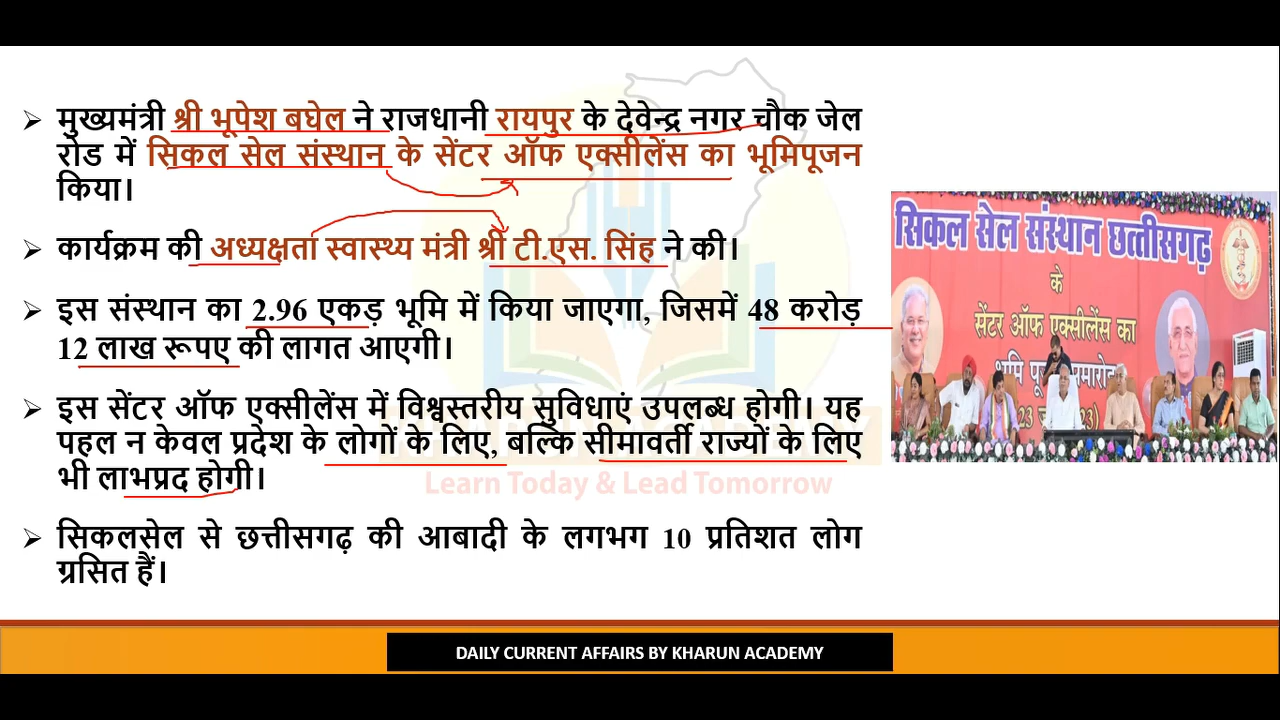 मुख्यमंत्री श्री भूपेश बघेल ने राजधानी रायपुर के देवेन्द्र नगर चौक जेल
रोड में सिकल सेल संस्थान के सेंटर ऑफ एक्सीलेंस का भूमिपूजन
किया।
कार्यक्रम की अध्यक्षता स्वास्थ्य मंत्री श्री टी.एस. सिंह ने की।
इस संस्थान का 2.96 एकड़ भूमि में किया जाएगा, जिसमें 48 करोड़
12 लाख रूपए की लागत आएगी।
इस सेंटर ऑफ एक्सीलेंस में विश्वस्तरीय सुविधाएं उपलब्ध होगी। यह
पहल न केवल प्रदेश के लोगों के लिए, बल्कि सीमावर्ती राज्यों के लिए
भी लाभप्रद होगी।
सिकलसेल से छत्तीसगढ़ की आबादी के लगभग 10 प्रतिशत लोग
ग्रसित हैं।
Learn Today & Lead Tomorrow
सिकल सेल संस्थान छत्तीसगढ़
के
सेंटर ऑफ एक्सीलेंस का
DAILY CURRENT AFFAIRS BY KHARUN ACADEMY